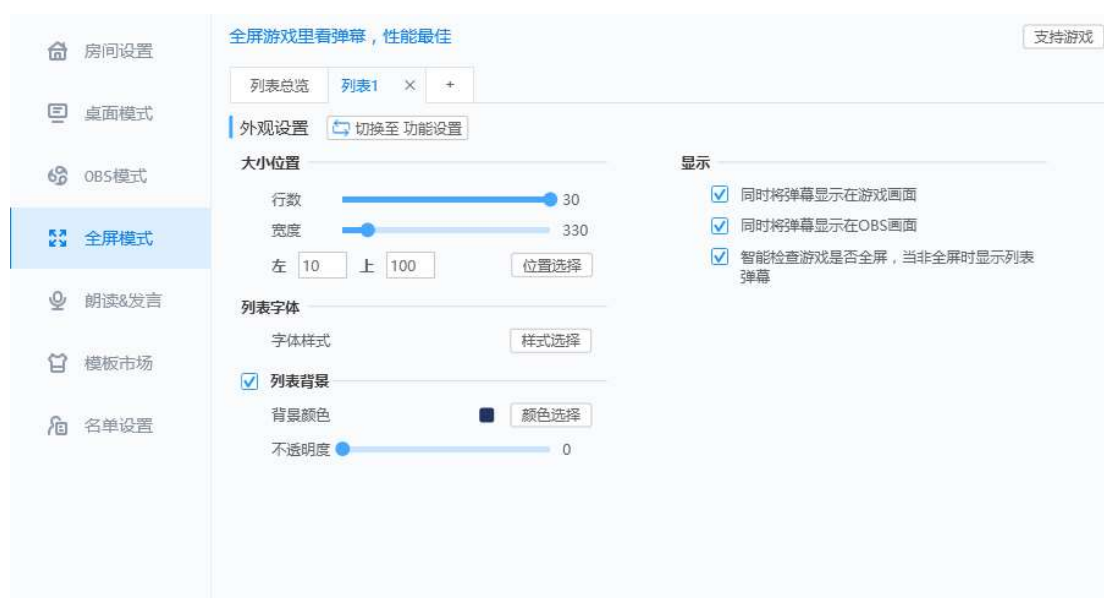 房间设置
桌面模式
OBS模式
全屏模式
朗读&发言
模板市场
名单设置
全屏游戏里看弹幕，性能最佳
支持游戏
列表总览 列表1 × +
外观设置 切换至 功能设置
大小位置
行数 30
宽度 330
左 10 上 100 位置选择
列表字体
字体样式 样式选择
列表背景
背景颜色 颜色选择
不透明度 0
显示
同时将弹幕显示在游戏画面
同时将弹幕显示在OBS画面
智能检查游戏是否全屏，当非全屏时显示列表
弹幕